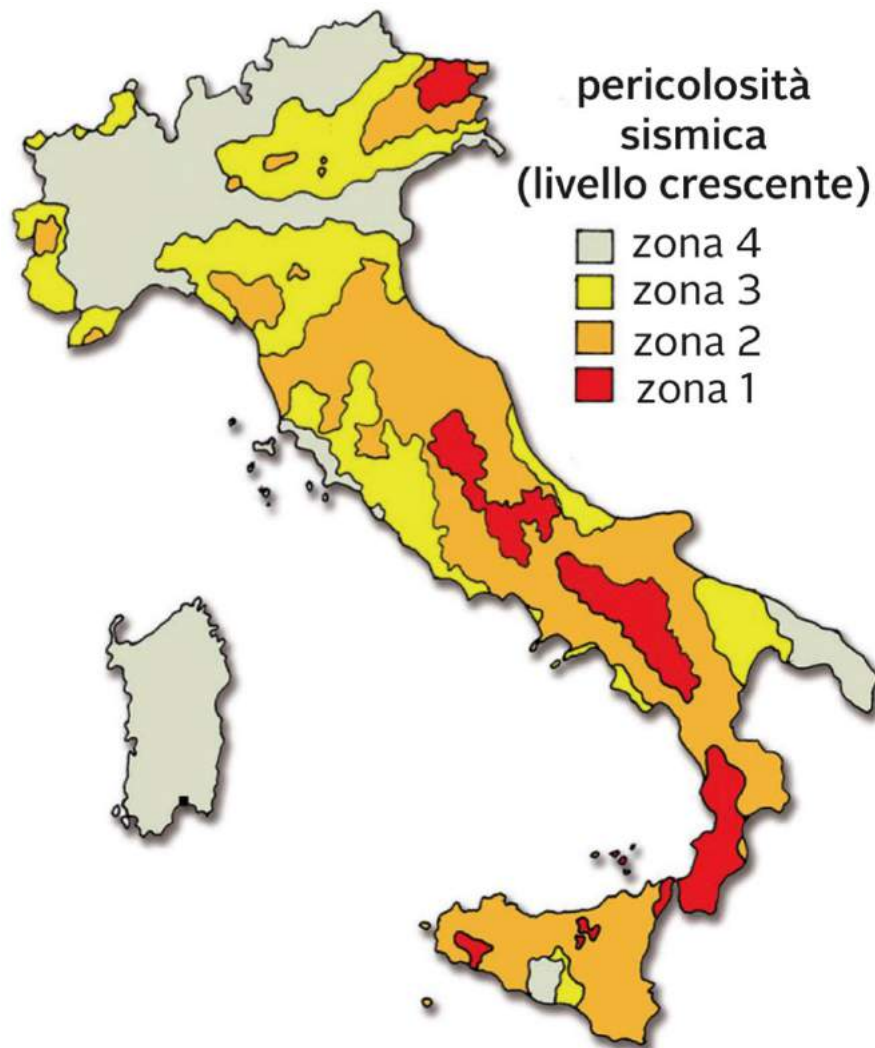 pericolosità
sismica
(livello crescente)
zona 4
zona 3
zona 2
zona 1